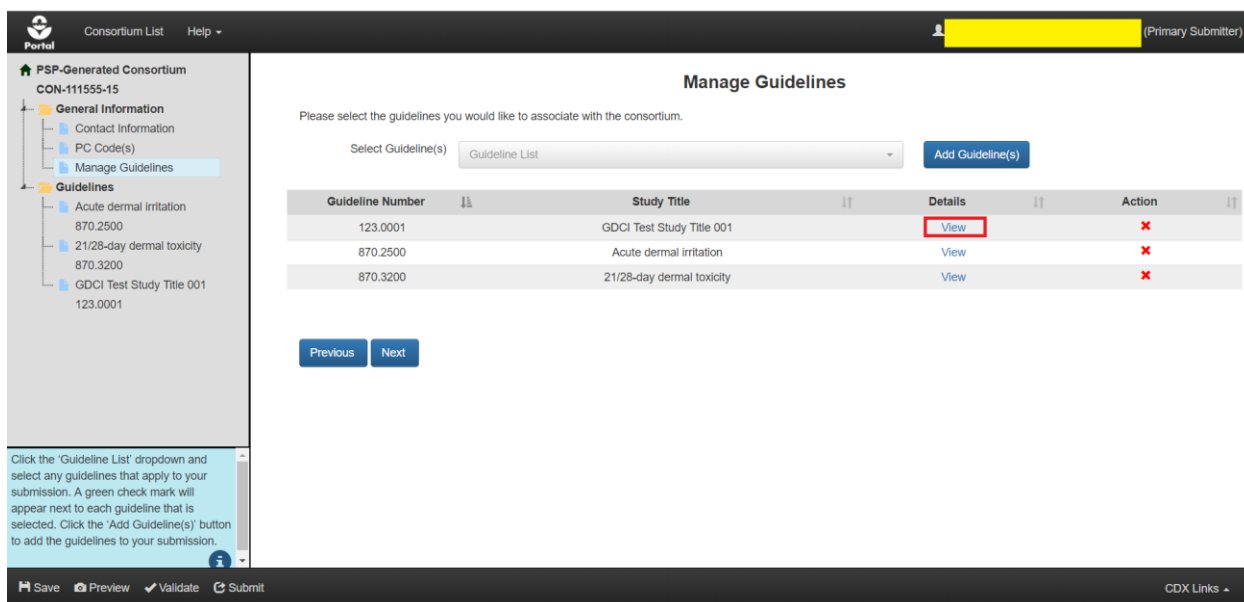 Portal
Consortium List Help
(Primary Submitter)
PSP-Generated Consortium
CON-111555-15
General Information
Contact Information
PC Code(s)
Manage Guidelines
Guidelines
Acute dermal irritation
870.2500
21/28-day dermal toxicity
870.3200
GDCI Test Study Title 001
123.0001
Manage Guidelines
Please select the guidelines you would like to associate with the consortium.
Select Guideline(s) Guideline List Add Guideline(s)
Guideline Number Study Title Details Action
123.0001 GDCI Test Study Title 001 View
870.2500 Acute dermal irritation View
870.3200 21/28-day dermal toxicity View
Previous Next
Click the 'Guideline List' dropdown and
select any guidelines that apply to your
submission. A green check mark will
appear next to each guideline that is
selected. Click the 'Add Guideline(s)' button
to add the guidelines to your submission.
Save Preview Validate Submit CDX Links